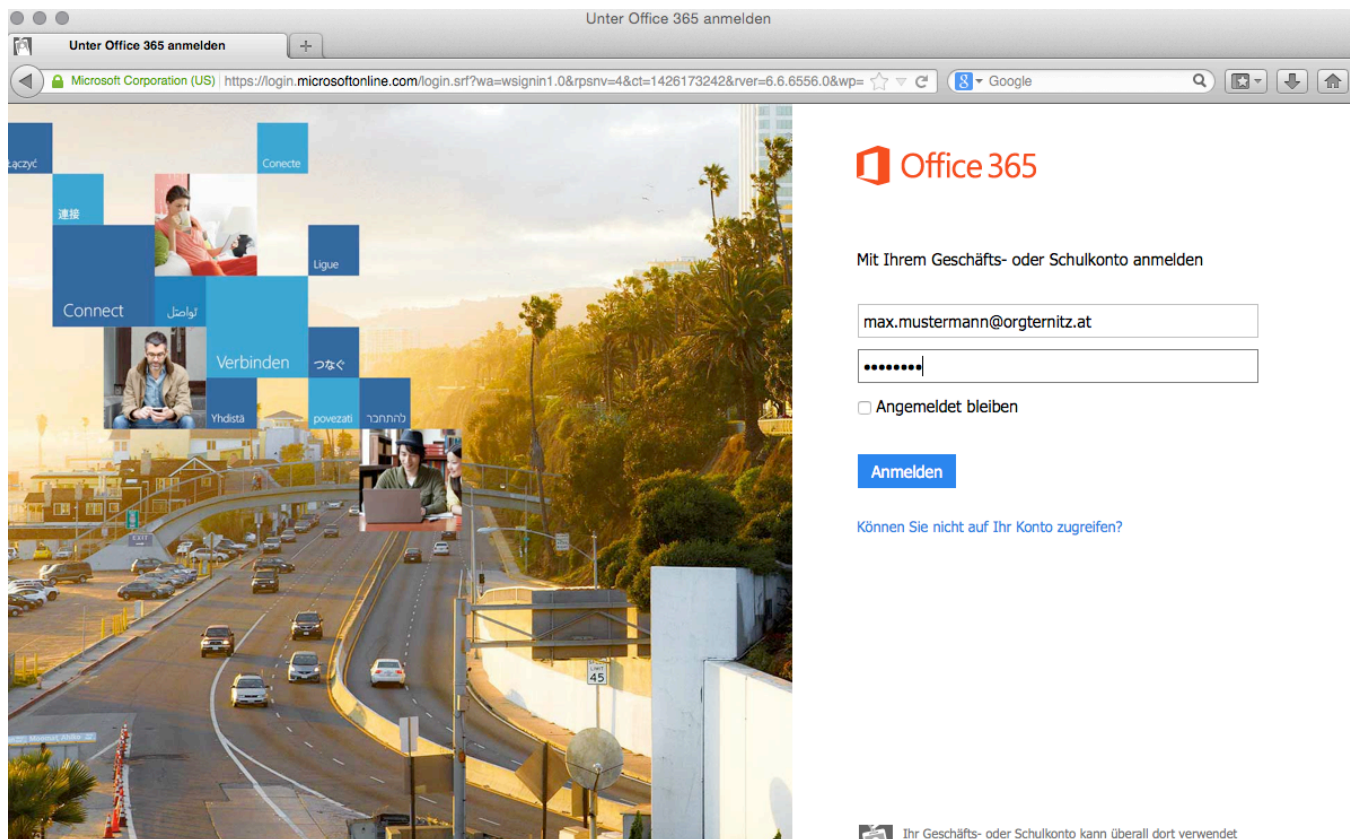 Unter Office 365 anmelden
Unter Office 365 anmelden
Microsoft Corporation (US) https://login.microsoftonline.com/login.srf?wa=wsignin1.0&rpsnv=4&ct=1426173242&rver=6.6.6556.0&wp= Google
Łączyć
Conecte
連接
Ligue
Connect
تواصَل
Verbinden
つなぐ
Yhdistä
povezati
להתחבר
EXIT
LIMIT
45
Office 365
Mit Ihrem Geschäfts- oder Schulkonto anmelden
max.mustermann@orgternitz.at
Angemeldet bleiben
Anmelden
Können Sie nicht auf Ihr Konto zugreifen?
Ihr Geschäfts- oder Schulkonto kann überall dort verwendet